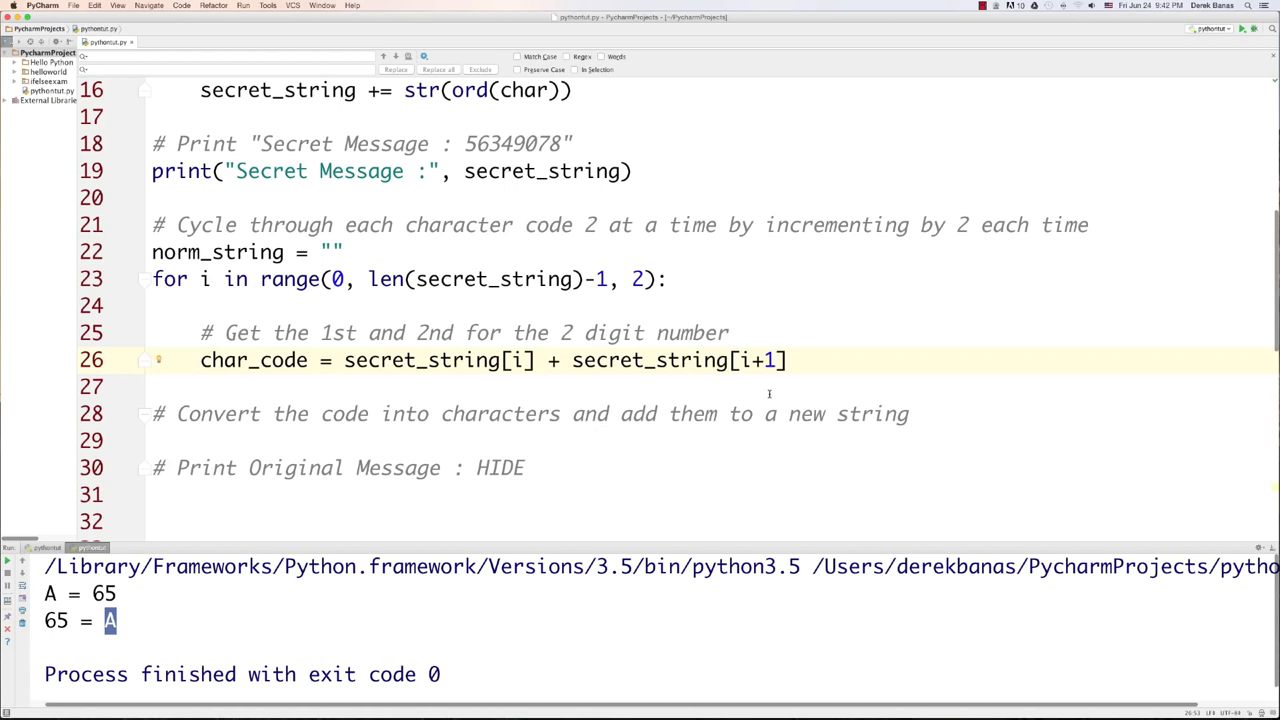 PyCharm File Edit View Navigate Code Refactor Run Tools VCS Window Help
10 Fri Jun 24 9:42 PM Derek Banas
pythontut.py - PycharmProjects - [~/PycharmProjects]
PycharmProjects pythontut.py
pythontut
pythontut.py
PycharmProject
Hello Python
helloworld
ifelseexam
pythontut.py
External Librarie
Match Case Regex Words
Replace Replace all Exclude Preserve Case In Selection
16 secret_string += str(ord(char))
17
18 # Print "Secret Message : 56349078"
19 print("Secret Message :", secret_string)
20
21 # Cycle through each character code 2 at a time by incrementing by 2 each time
22 norm_string = ""
23 for i in range(0, len(secret_string)-1, 2):
24
25 # Get the 1st and 2nd for the 2 digit number
26 char_code = secret_string[i] + secret_string[i+1]
27
28 # Convert the code into characters and add them to a new string
29
30 # Print Original Message : HIDE
31
32
Run: pythontut pythontut
/Library/Frameworks/Python.framework/Versions/3.5/bin/python3.5 /Users/derekbanas/PycharmProjects/pytho
A = 65
65 = A
Process finished with exit code 0
26:53 LF÷ UTF-8÷